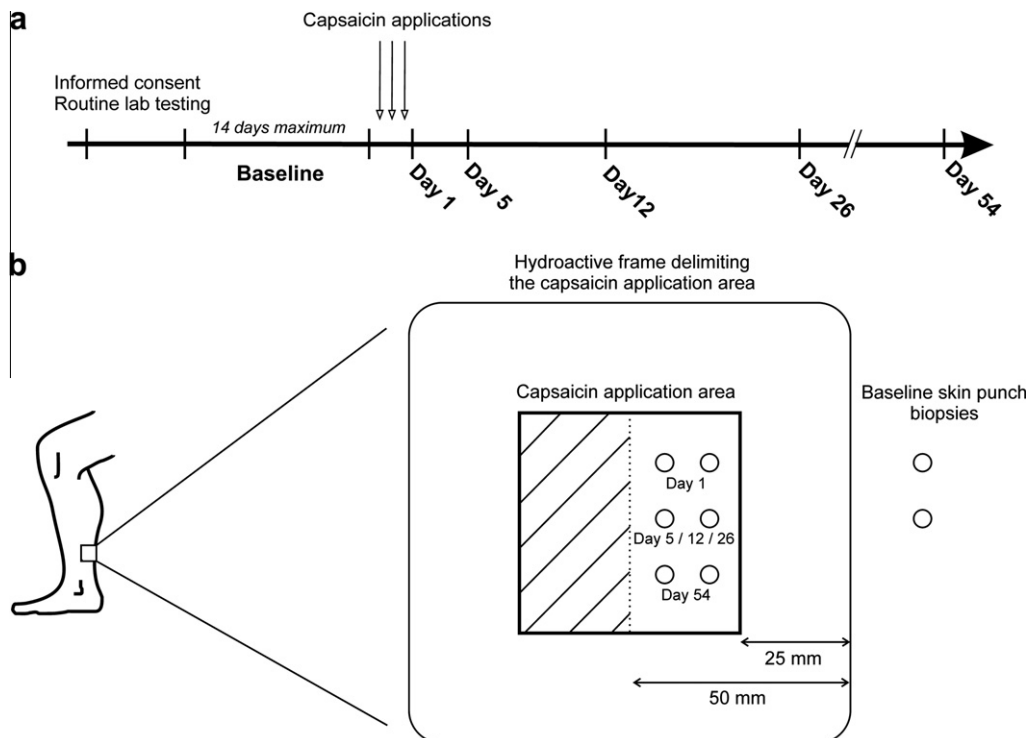 a
Capsaicin applications
Informed consent
Routine lab testing
14 days maximum
Baseline
Day 1
Day 5
Day12
Day 26
Day 54
b
Hydroactive frame delimiting
the capsaicin application area
Capsaicin application area
Baseline skin punch
biopsies
Day 1
Day 5 / 12 / 26
Day 54
25 mm
50 mm